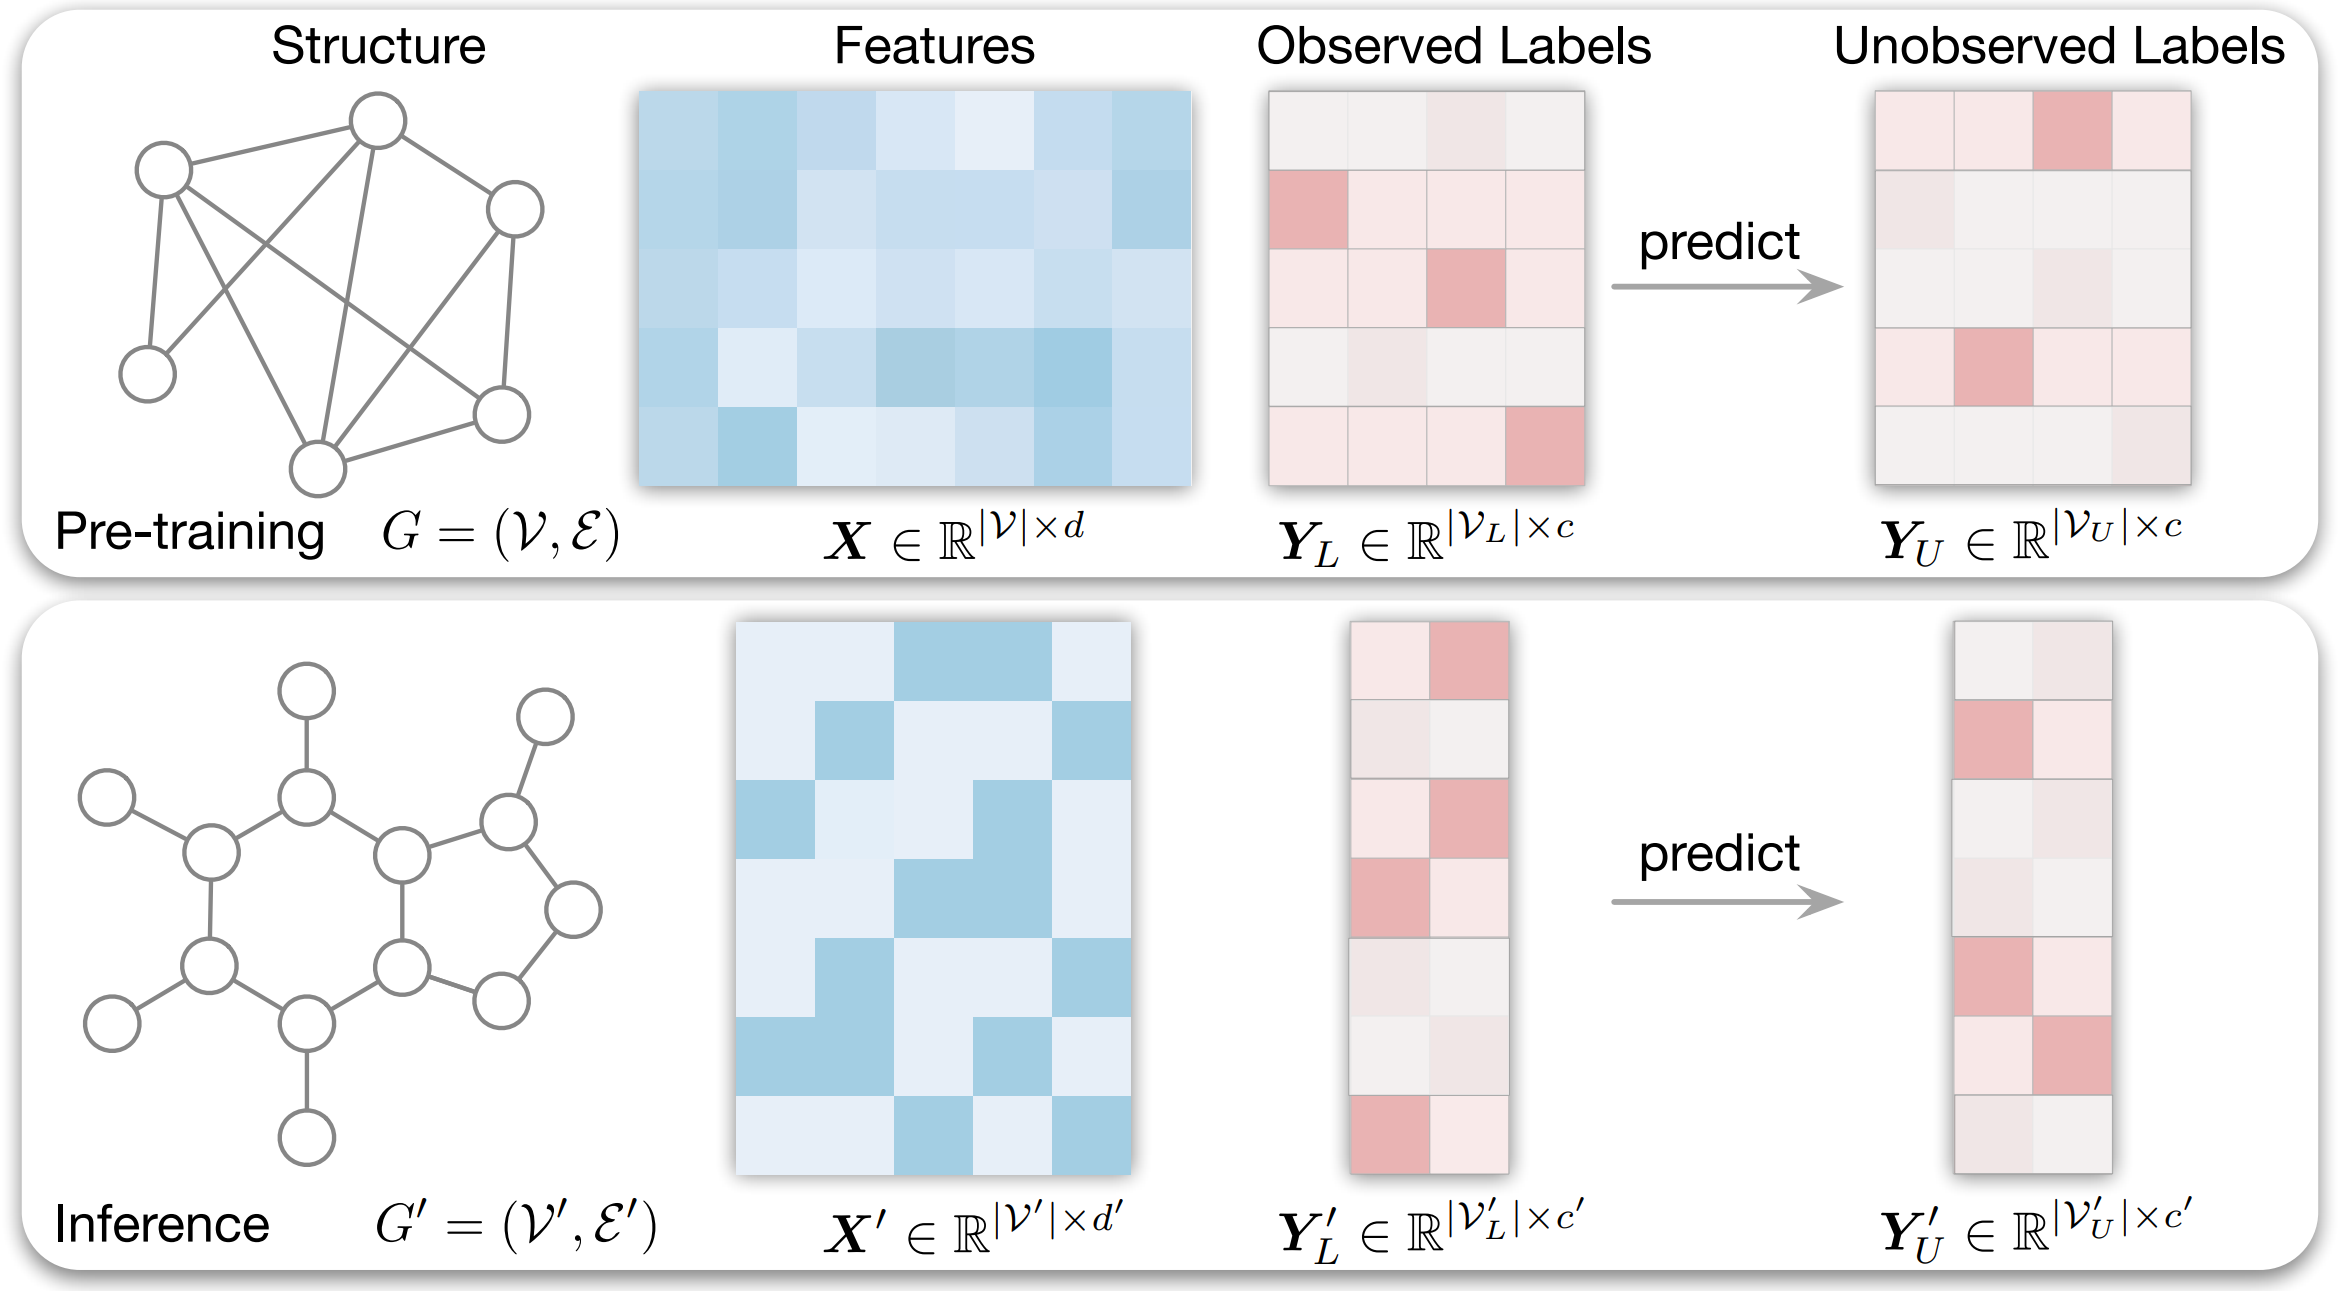 Structure Features Observed Labels Unobserved Labels
predict
Pre-training G = (𝒱, ℰ) X ∈ ℝ^{|𝒱|×d} Y_L ∈ ℝ^{|𝒱_L|×c} Y_U ∈ ℝ^{|𝒱_U|×c}
predict
Inference G′ = (𝒱′, ℰ′) X′ ∈ ℝ^{|𝒱′|×d′} Y′_L ∈ ℝ^{|𝒱′_L|×c′} Y′_U ∈ ℝ^{|𝒱′_U|×c′}